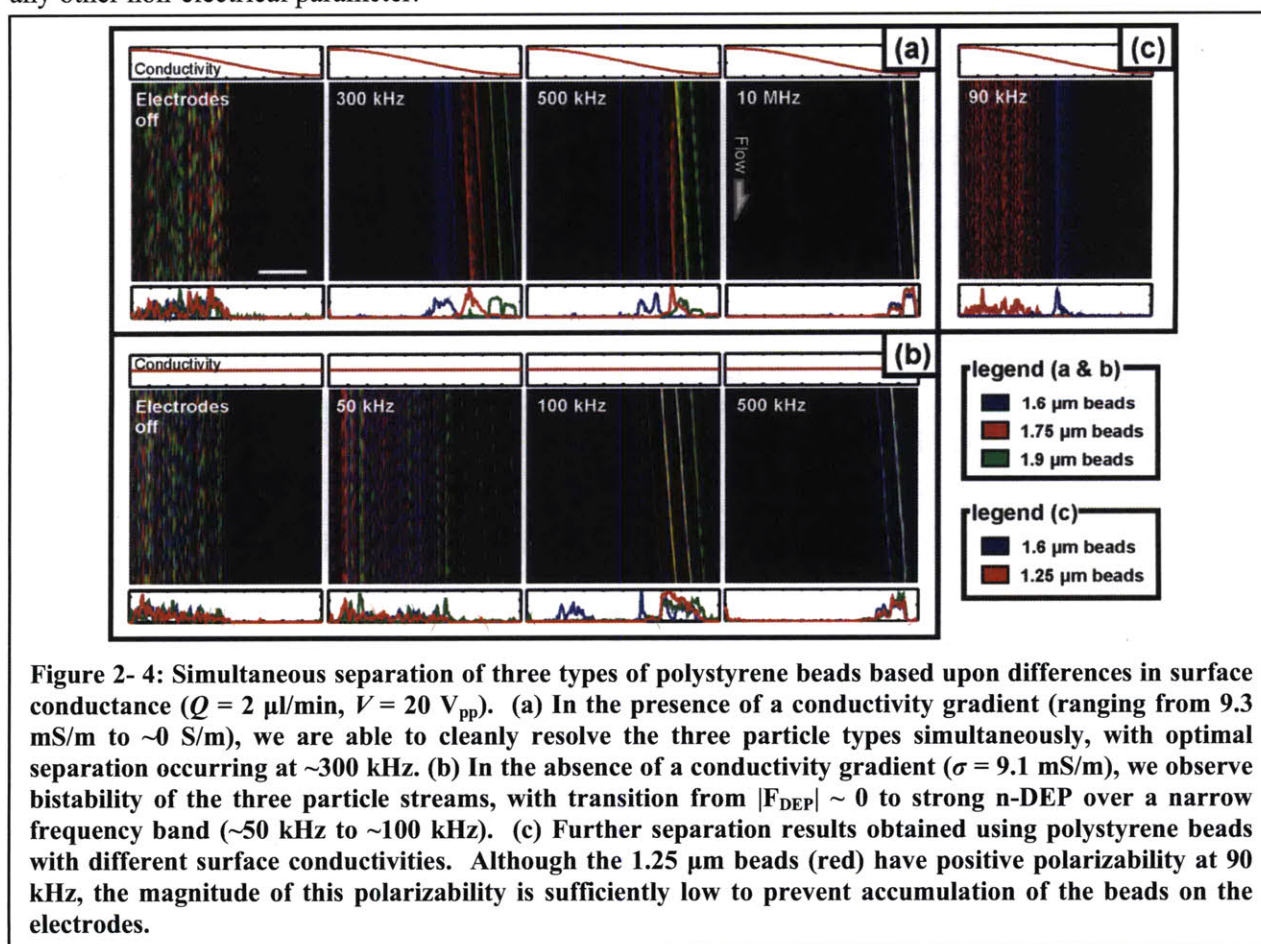 any other non-electrical parameter.
(a)
(c)
Conductivity
Electrodes
off
300 kHz
500 kHz
10 MHz
90 kHz
Flow
(b)
Conductivity
Electrodes
off
50 kHz
100 kHz
500 kHz
legend (a & b)
1.6 µm beads
1.75 µm beads
1.9 µm beads
legend (c)
1.6 µm beads
1.25 µm beads
Figure 2- 4: Simultaneous separation of three types of polystyrene beads based upon differences in surface
conductance (Q = 2 µl/min, V = 20 Vpp). (a) In the presence of a conductivity gradient (ranging from 9.3
mS/m to ~0 S/m), we are able to cleanly resolve the three particle types simultaneously, with optimal
separation occurring at ~300 kHz. (b) In the absence of a conductivity gradient (σ = 9.1 mS/m), we observe
bistability of the three particle streams, with transition from |FDEP| ~ 0 to strong n-DEP over a narrow
frequency band (~50 kHz to ~100 kHz). (c) Further separation results obtained using polystyrene beads
with different surface conductivities. Although the 1.25 µm beads (red) have positive polarizability at 90
kHz, the magnitude of this polarizability is sufficiently low to prevent accumulation of the beads on the
electrodes.